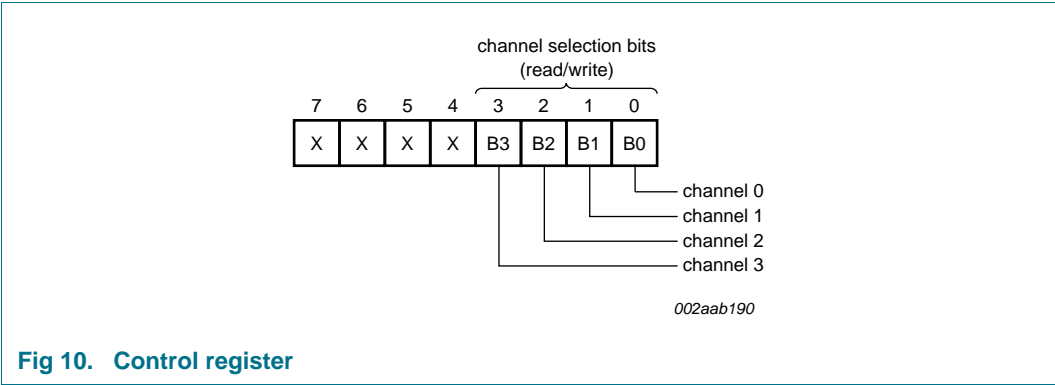 channel selection bits
(read/write)
7 6 5 4 3 2 1 0
X X X X B3 B2 B1 B0
channel 0
channel 1
channel 2
channel 3
002aab190
Fig 10. Control register